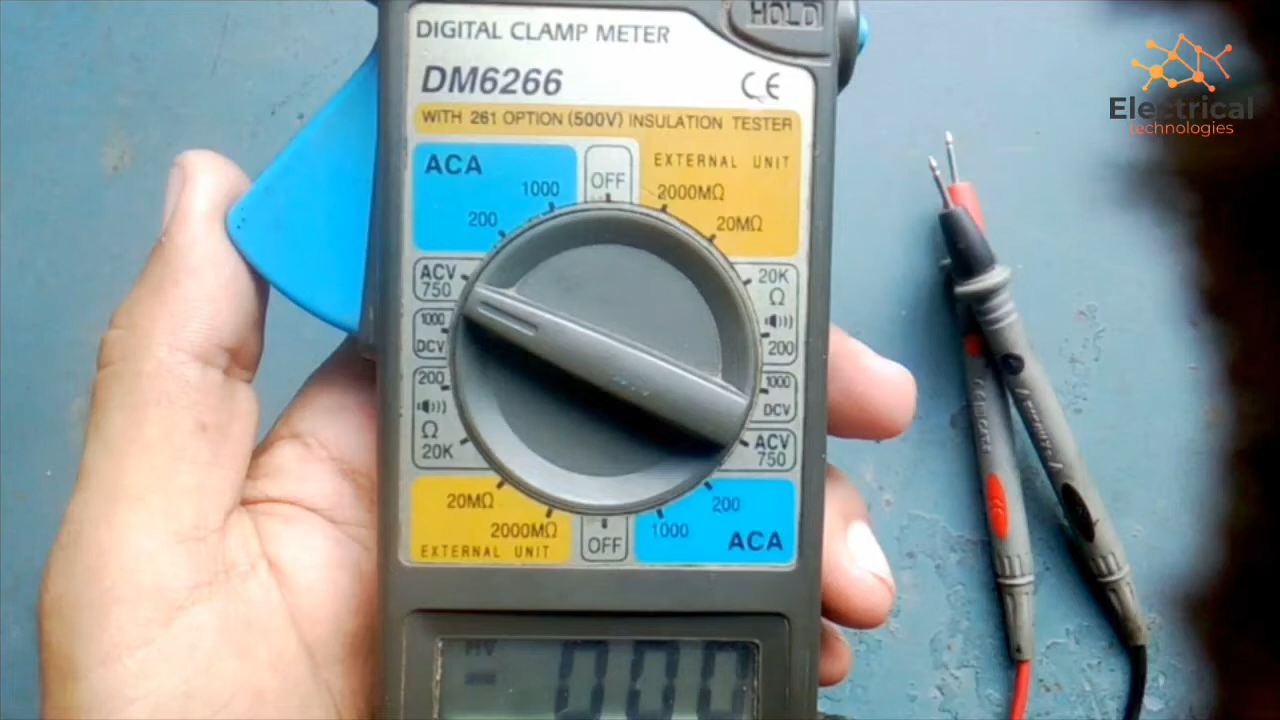 HOLD
DIGITAL CLAMP METER
DM6266
CE
WITH 261 OPTION (500V) INSULATION TESTER
ACA
1000
200
OFF
EXTERNAL UNIT
2000MΩ
20MΩ
ACV
750
1000
DCV
200
Ω
20K
20K
Ω
200
1000
DCV
ACV
750
20MΩ
2000MΩ
EXTERNAL UNIT
OFF
200
1000
ACA
HV
000
Electrical
technologies